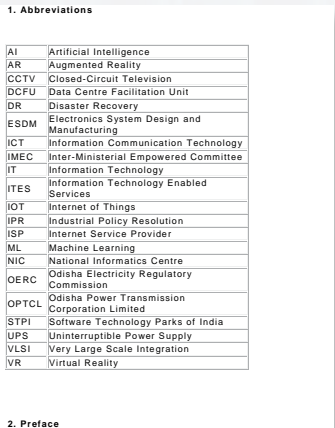 1. Abbreviations
AI Artificial Intelligence
AR Augmented Reality
CCTV Closed-Circuit Television
DCFU Data Centre Facilitation Unit
DR Disaster Recovery
ESDM Electronics System Design and
Manufacturing
ICT Information Communication Technology
IMEC Inter-Ministerial Empowered Committee
IT Information Technology
ITES Information Technology Enabled
Services
IOT Internet of Things
IPR Industrial Policy Resolution
ISP Internet Service Provider
ML Machine Learning
NIC National Informatics Centre
OERC Odisha Electricity Regulatory
Commission
OPTCL Odisha Power Transmission
Corporation Limited
STPI Software Technology Parks of India
UPS Uninterruptible Power Supply
VLSI Very Large Scale Integration
VR Virtual Reality
2. Preface